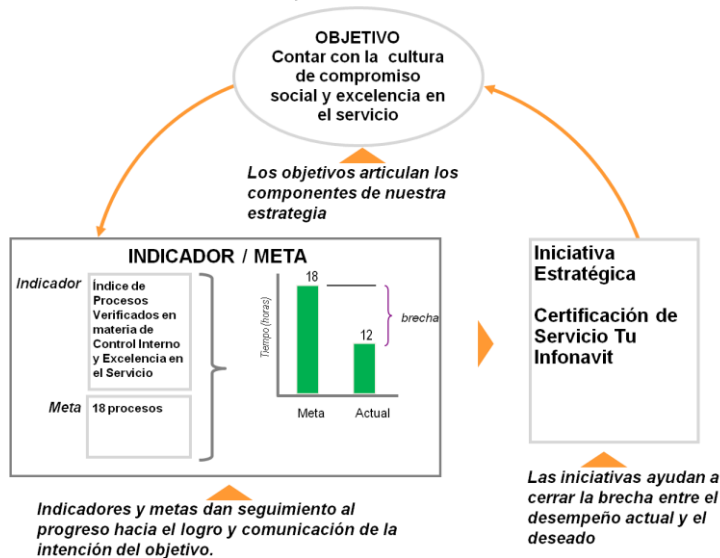 OBJETIVO
Contar con la cultura
de compromiso
social y excelencia en
el servicio
Los objetivos articulan los
componentes de nuestra
estrategia
INDICADOR / META
Indicador
Índice de
Procesos
Verificados en
materia de
Control Interno
y Excelencia en
el Servicio
Meta
18 procesos
Tiempo (horas)
18
12
brecha
Meta
Actual
Iniciativa
Estratégica
Certificación de
Servicio Tu
Infonavit
Indicadores y metas dan seguimiento al
progreso hacia el logro y comunicación de la
intención del objetivo.
Las iniciativas ayudan a
cerrar la brecha entre el
desempeño actual y el
deseado